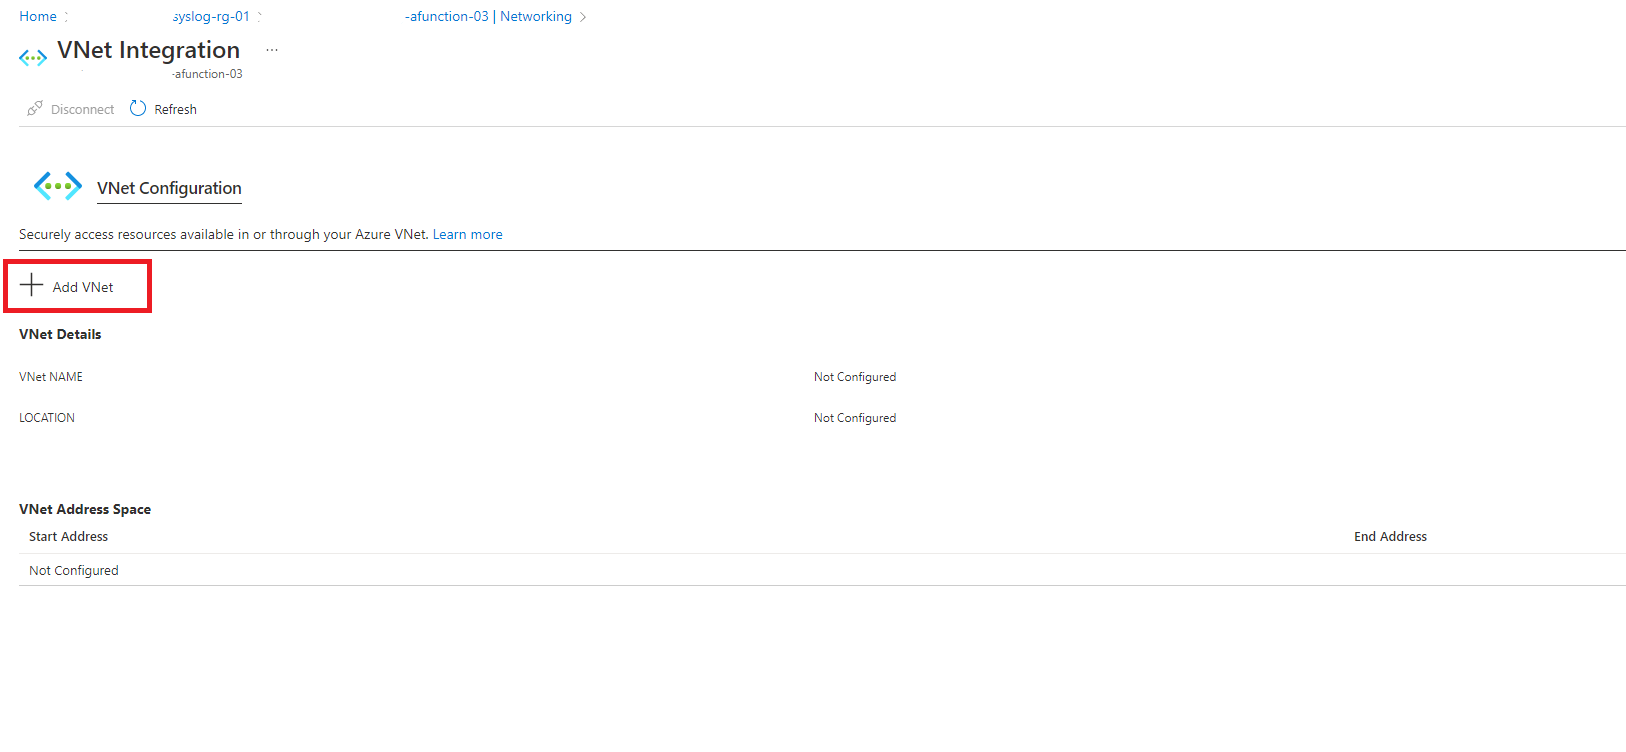 Home
syslog-rg-01
-afunction-03 | Networking
VNet Integration ...
-afunction-03
Disconnect Refresh
VNet Configuration
Securely access resources available in or through your Azure VNet. Learn more
Add VNet
VNet Details
VNet NAME Not Configured
LOCATION Not Configured
VNet Address Space
Start Address End Address
Not Configured